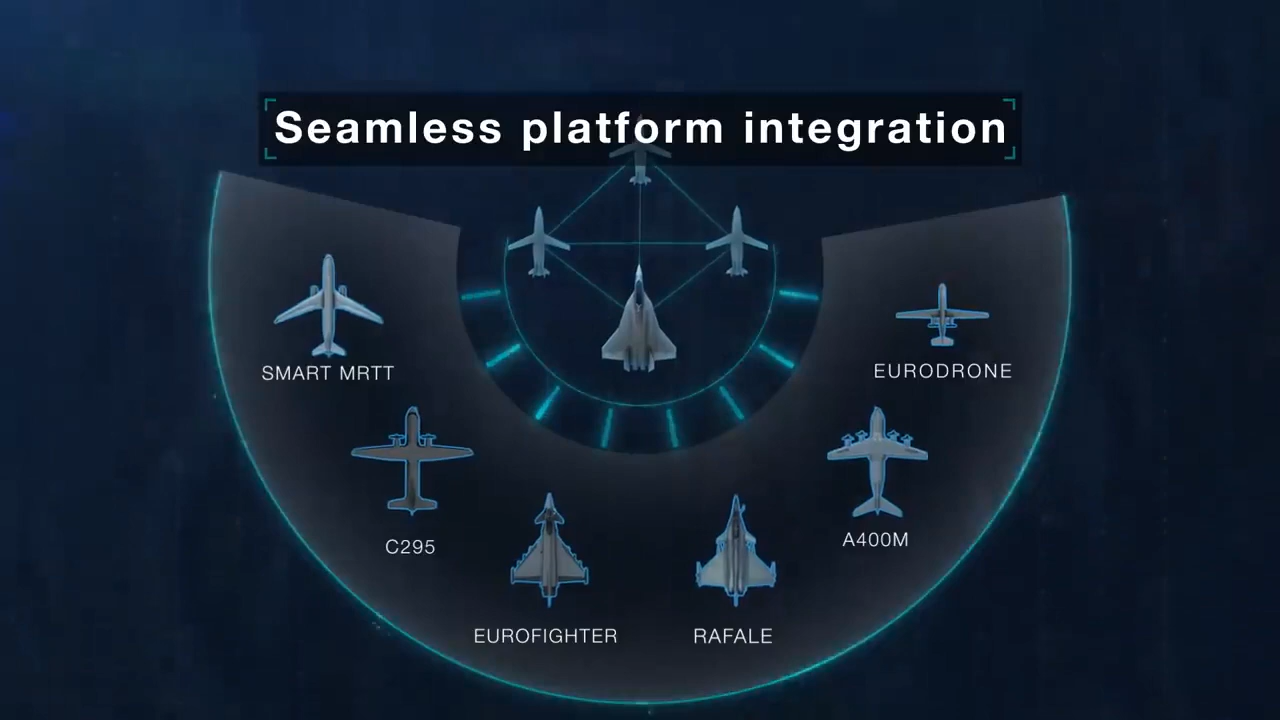 Seamless platform integration
SMART MRTT
EURODRONE
C295
A400M
EUROFIGHTER
RAFALE